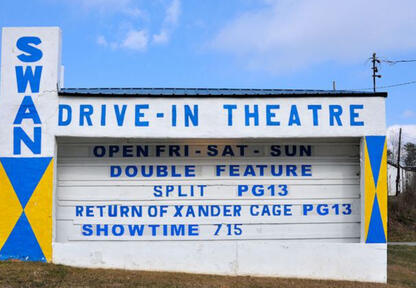 SWAN
DRIVE-IN THEATRE
OPEN FRI - SAT - SUN
DOUBLE FEATURE
SPLIT PG13
RETURN OF XANDER CAGE PG13
SHOWTIME 715